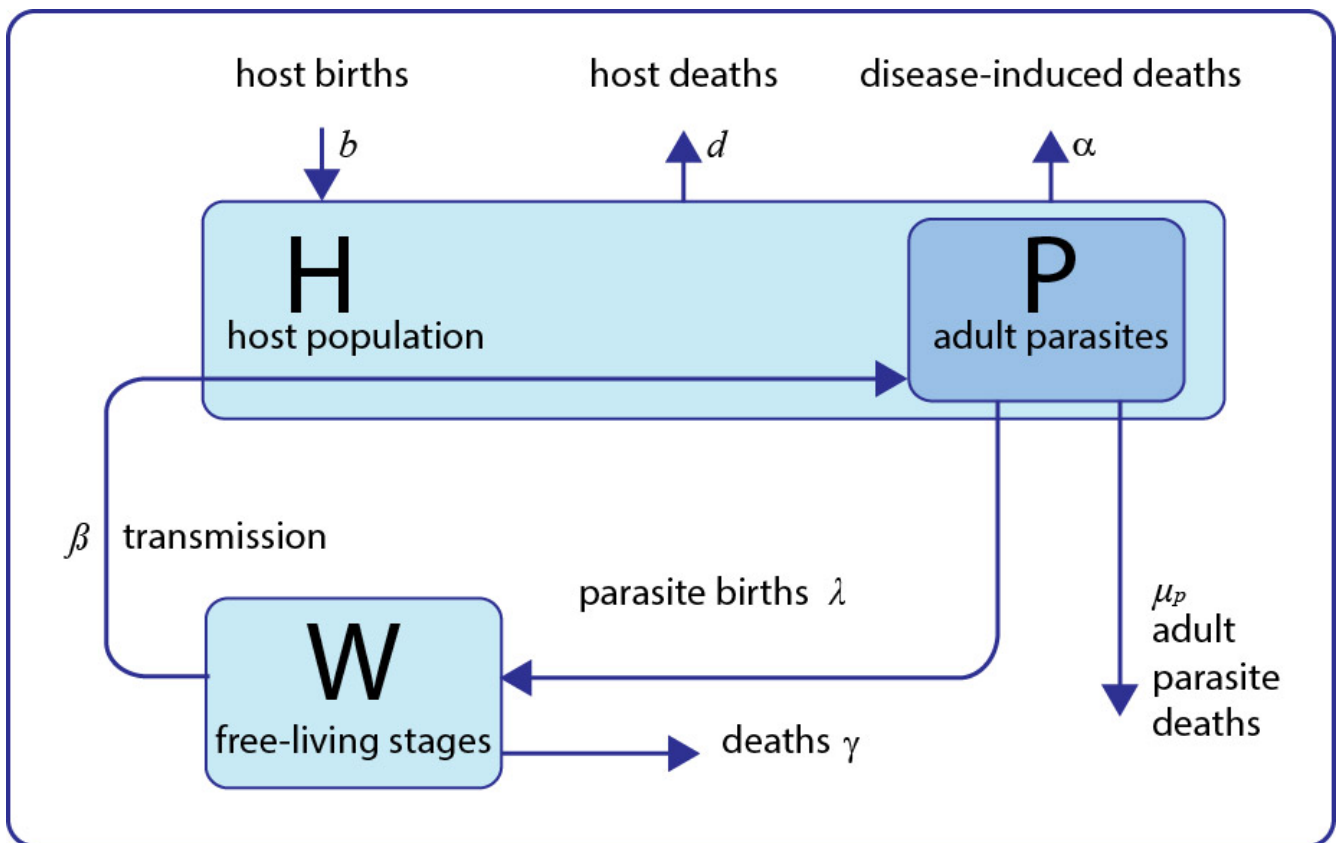 host births
host deaths
disease-induced deaths
b
d
α
H
host population
P
adult parasites
ß transmission
parasite births λ
μp
adult
parasite
deaths
W
free-living stages
deaths γ